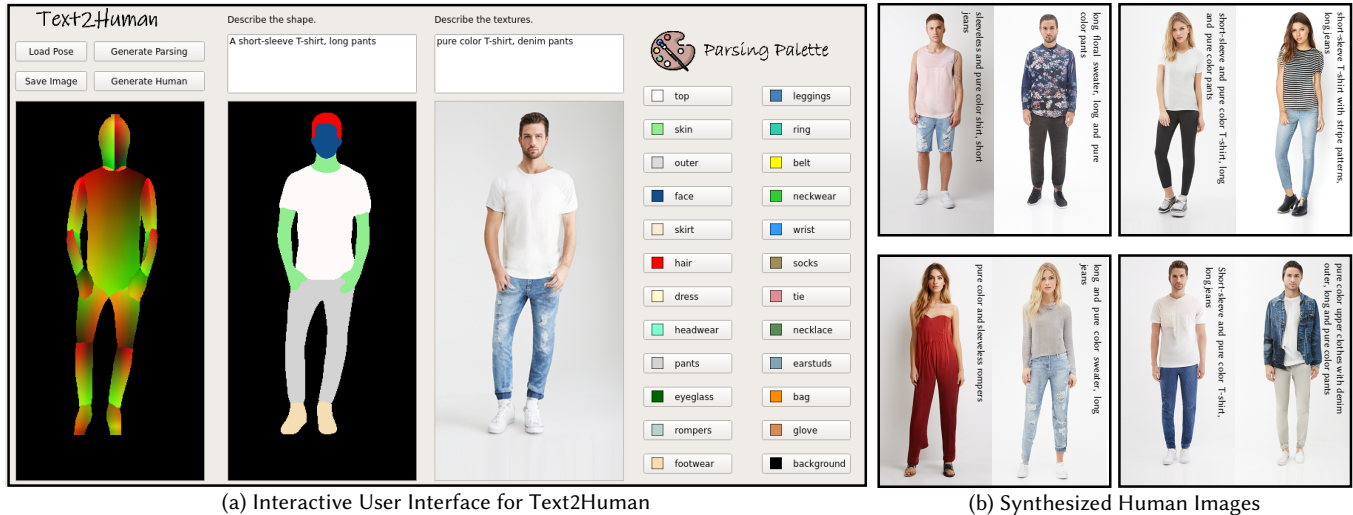 Text2Human
Load Pose
Generate Parsing
Save Image
Generate Human
Describe the shape.
A short-sleeve T-shirt, long pants
Describe the textures.
pure color T-shirt, denim pants
Parsing Palette
top
leggings
skin
ring
outer
belt
face
neckwear
skirt
wrist
hair
socks
dress
tie
headwear
necklace
pants
earstuds
eyeglass
bag
rompers
glove
footwear
background
(a) Interactive User Interface for Text2Human
sleeveless and pure color shirt, short
jeans
long floral sweater, long and pure
color pants
short-sleeve and pure color T-shirt, long
and pure color pants
short-sleeve T-shirt with stripe patterns,
long jeans
pure color and sleeveless rompers
long and pure color sweater, long
jeans
Short-sleeve and pure color T-shirt,
long jeans
pure color upper clothes with denim
outer, long and pure color pants
(b) Synthesized Human Images